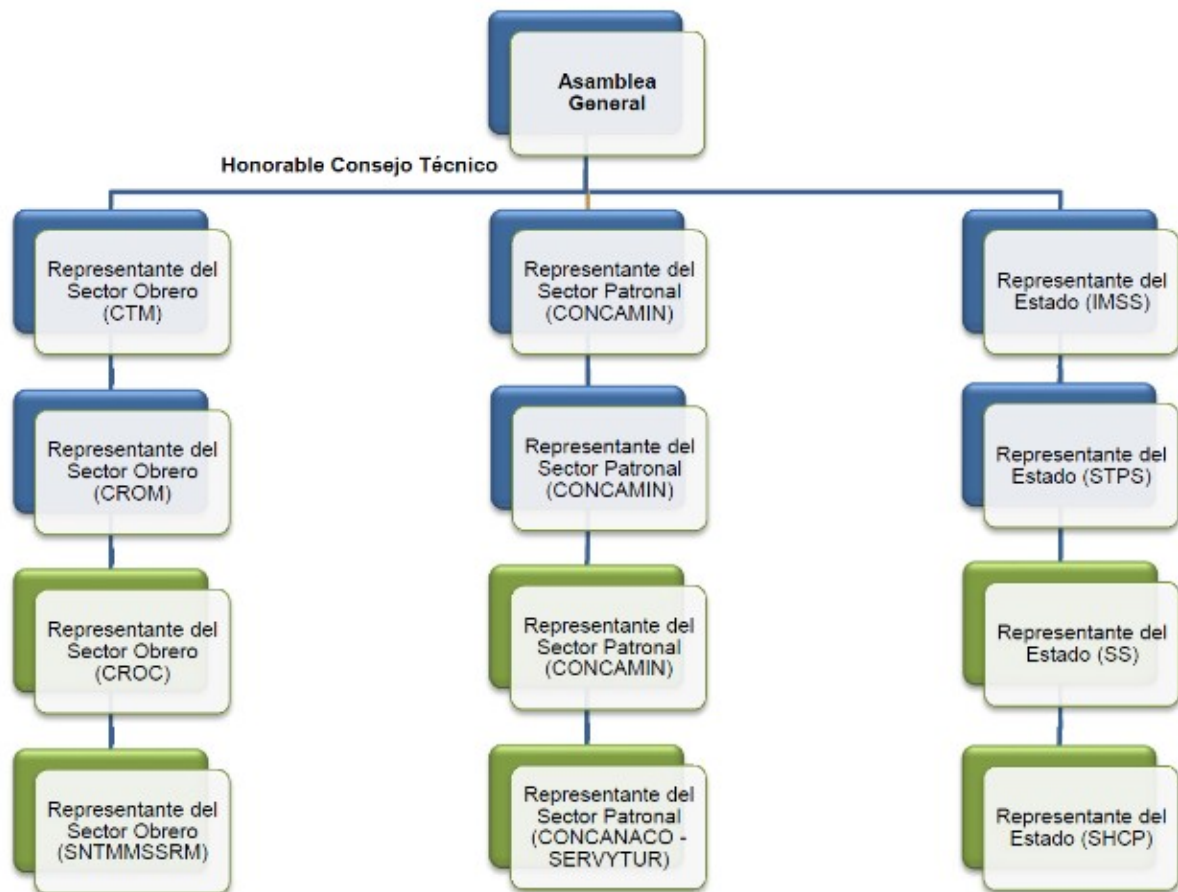 Asamblea
General
Honorable Consejo Técnico
Representante del
Sector Obrero
(CTM)
Representante del
Sector Patronal
(CONCAMIN)
Representante del
Estado (IMSS)
Representante del
Sector Obrero
(CROM)
Representante del
Sector Patronal
(CONCAMIN)
Representante del
Estado (STPS)
Representante del
Sector Obrero
(CROC)
Representante del
Sector Patronal
(CONCAMIN)
Representante del
Estado (SS)
Representante del
Sector Obrero
(SNTMMSSRM)
Representante del
Sector Patronal
(CONCANACO -
SERVYTUR)
Representante del
Estado (SHCP)